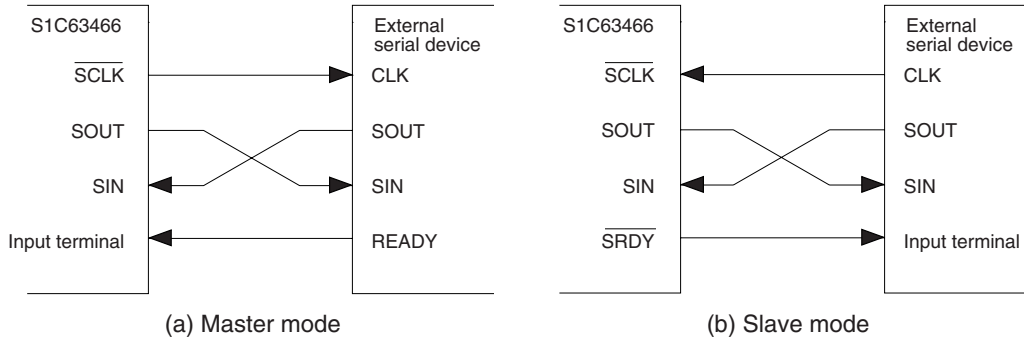 S1C63466
External
serial device
SCLK
CLK
SOUT
SOUT
SIN
SIN
Input terminal
READY
(a) Master mode
S1C63466
External
serial device
SCLK
CLK
SOUT
SOUT
SIN
SIN
SRDY
Input terminal
(b) Slave mode